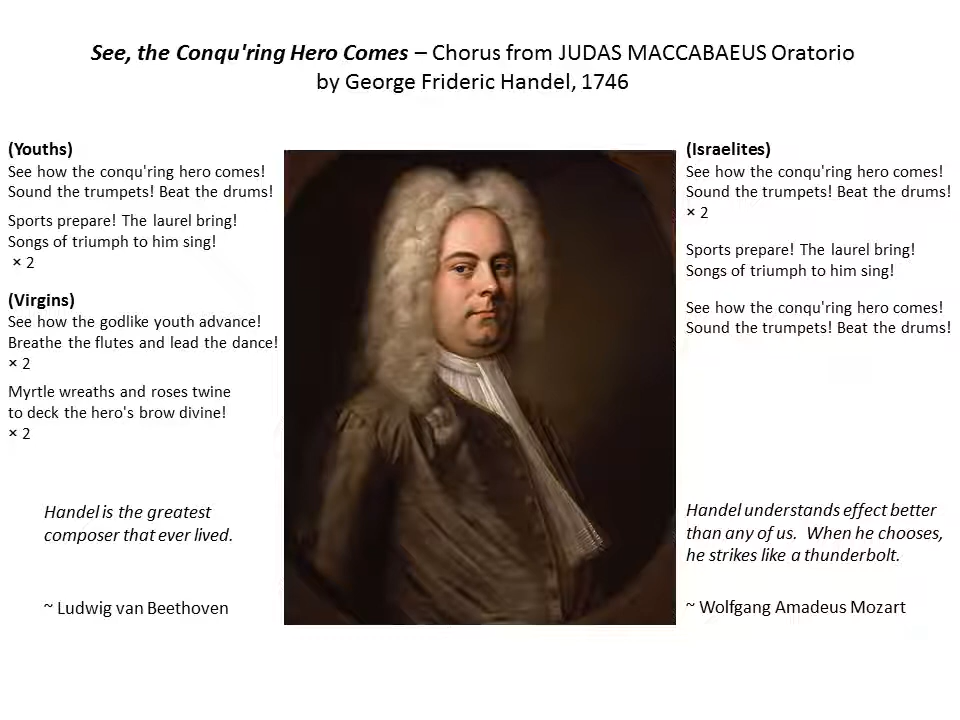 See, the Conqu'ring Hero Comes – Chorus from JUDAS MACCABAEUS Oratorio
by George Frideric Handel, 1746
(Youths)
See how the conqu'ring hero comes!
Sound the trumpets! Beat the drums!
Sports prepare! The laurel bring!
Songs of triumph to him sing!
× 2
(Virgins)
See how the godlike youth advance!
Breathe the flutes and lead the dance!
× 2
Myrtle wreaths and roses twine
to deck the hero's brow divine!
× 2
Handel is the greatest
composer that ever lived.
~ Ludwig van Beethoven
(Israelites)
See how the conqu'ring hero comes!
Sound the trumpets! Beat the drums!
× 2
Sports prepare! The laurel bring!
Songs of triumph to him sing!
See how the conqu'ring hero comes!
Sound the trumpets! Beat the drums!
Handel understands effect better
than any of us. When he chooses,
he strikes like a thunderbolt.
~ Wolfgang Amadeus Mozart